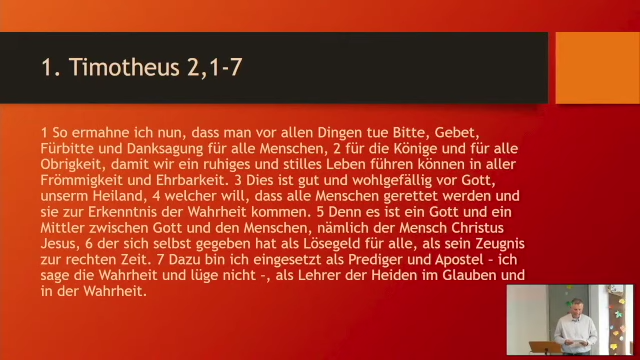 1. Timotheus 2,1-7
1 So ermahne ich nun, dass man vor allen Dingen tue Bitte, Gebet,
Fürbitte und Danksagung für alle Menschen, 2 für die Könige und für alle
Obrigkeit, damit wir ein ruhiges und stilles Leben führen können in aller
Frömmigkeit und Ehrbarkeit. 3 Dies ist gut und wohlgefällig vor Gott,
unserm Heiland, 4 welcher will, dass alle Menschen gerettet werden und
sie zur Erkenntnis der Wahrheit kommen. 5 Denn es ist ein Gott und ein
Mittler zwischen Gott und den Menschen, nämlich der Mensch Christus
Jesus, 6 der sich selbst gegeben hat als Lösegeld für alle, als sein Zeugnis
zur rechten Zeit. 7 Dazu bin ich eingesetzt als Prediger und Apostel – ich
sage die Wahrheit und lüge nicht –, als Lehrer der Heiden im Glauben und
in der Wahrheit.